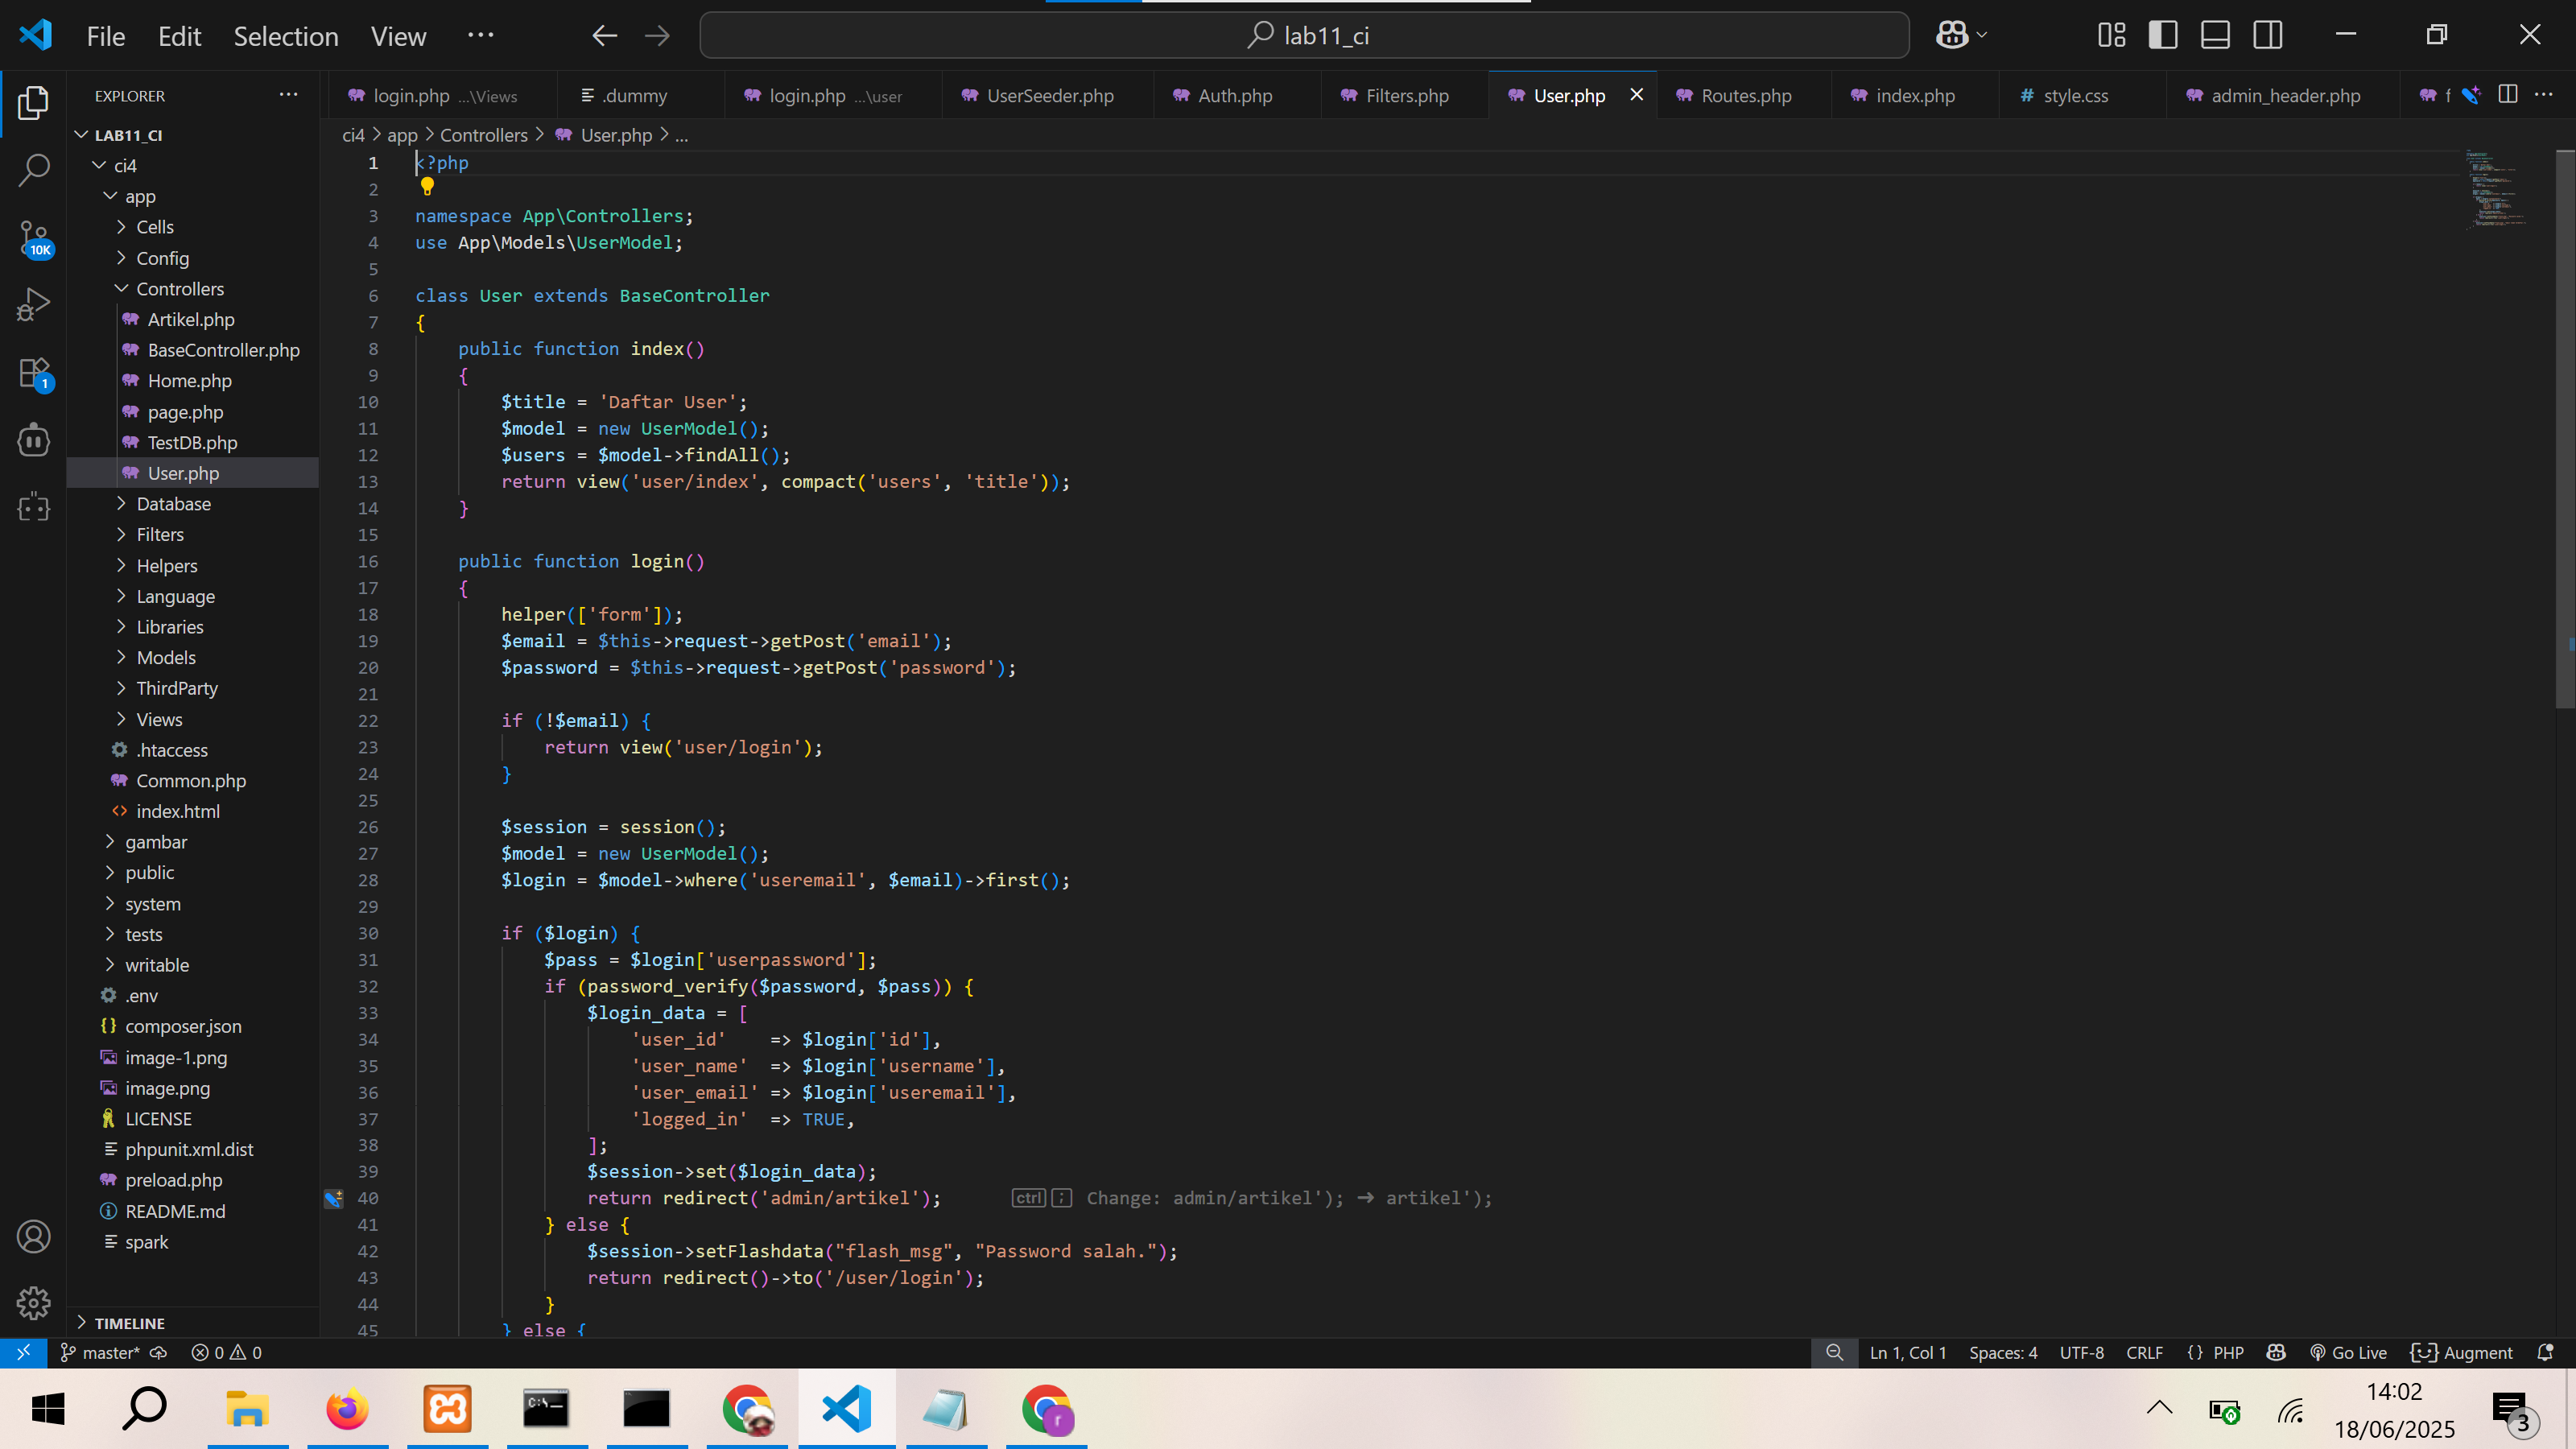 File Edit Selection View ... lab11_ci
EXPLORER ...
login.php ...\Views .dummy login.php ...\user UserSeeder.php Auth.php Filters.php User.php Routes.php index.php style.css admin_header.php f ...
ci4 > app > Controllers > User.php > ...
LAB11_CI
ci4
app
Cells
Config
Controllers
Artikel.php
BaseController.php
Home.php
page.php
TestDB.php
User.php
Database
Filters
Helpers
Language
Libraries
Models
ThirdParty
Views
.htaccess
Common.php
index.html
gambar
public
system
tests
writable
.env
composer.json
image-1.png
image.png
LICENSE
phpunit.xml.dist
preload.php
README.md
spark
TIMELINE
10K
1
1 <?php
2
3 namespace App\Controllers;
4 use App\Models\UserModel;
5
6 class User extends BaseController
7 {
8 public function index()
9 {
10 $title = 'Daftar User';
11 $model = new UserModel();
12 $users = $model->findAll();
13 return view('user/index', compact('users', 'title'));
14 }
15
16 public function login()
17 {
18 helper(['form']);
19 $email = $this->request->getPost('email');
20 $password = $this->request->getPost('password');
21
22 if (!$email) {
23 return view('user/login');
24 }
25
26 $session = session();
27 $model = new UserModel();
28 $login = $model->where('useremail', $email)->first();
29
30 if ($login) {
31 $pass = $login['userpassword'];
32 if (password_verify($password, $pass)) {
33 $login_data = [
34 'user_id' => $login['id'],
35 'user_name' => $login['username'],
36 'user_email' => $login['useremail'],
37 'logged_in' => TRUE,
38 ];
39 $session->set($login_data);
40 return redirect('admin/artikel'); ctrl ; Change: admin/artikel'); → artikel');
41 } else {
42 $session->setFlashdata("flash_msg", "Password salah.");
43 return redirect()->to('/user/login');
44 }
45 } else {
master* 0 0 Ln 1, Col 1 Spaces: 4 UTF-8 CRLF {} PHP Go Live Augment
14:02
18/06/2025
3